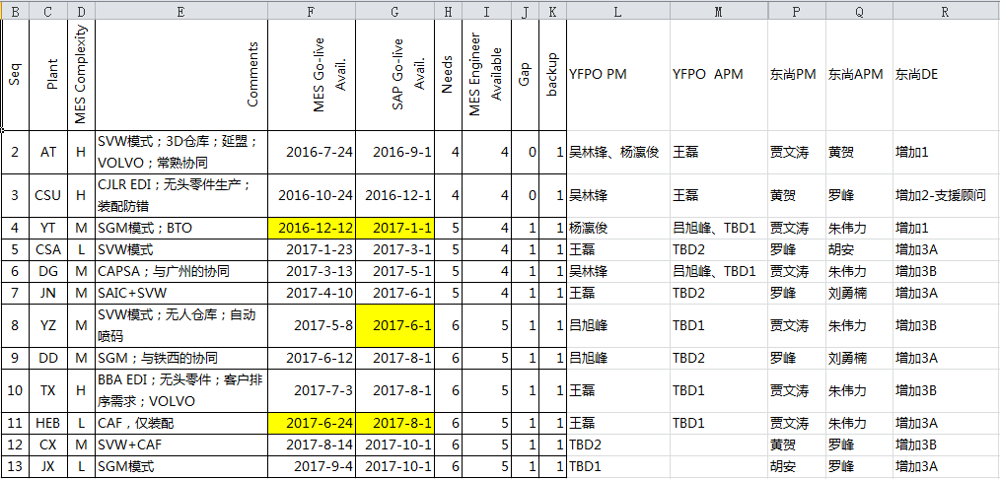 B C D E F G H I J K L M P Q R
Seq Plant MES Complexity Comments MES Go-live Avail. SAP Go-live Avail. Needs MES Engineer Available Gap backup YFPO PM YFPO APM 东尚PM 东尚APM 东尚DE
2 AT H SVW模式；3D仓库；延盟；VOLVO；常熟协同 2016-7-24 2016-9-1 4 4 0 1 吴林锋、杨瀛俊 王磊 贾文涛 黄贺 增加1
3 CSU H CJLR EDI；无头零件生产；装配防错 2016-10-24 2016-12-1 4 4 0 1 吴林锋 王磊 黄贺 罗峰 增加2-支援顾问
4 YT M SGM模式；BTO 2016-12-12 2017-1-1 5 4 1 1 杨瀛俊 吕旭峰、TBD1 贾文涛 朱伟力 增加1
5 CSA L SVW模式 2017-1-23 2017-3-1 5 4 1 1 王磊 TBD2 罗峰 胡安 增加3A
6 DG M CAPSA；与广州的协同 2017-3-13 2017-5-1 5 4 1 1 吴林锋 吕旭峰、TBD1 贾文涛 朱伟力 增加3B
7 JN M SAIC+SVW 2017-4-10 2017-6-1 5 4 1 1 王磊 TBD2 罗峰 刘勇楠 增加3A
8 YZ M SVW模式；无人仓库；自动喷码 2017-5-8 2017-6-1 6 5 1 1 吕旭峰 TBD1 贾文涛 朱伟力 增加3B
9 DD M SGM；与铁西的协同 2017-6-12 2017-8-1 6 5 1 1 吕旭峰 TBD2 罗峰 刘勇楠 增加3A
10 TX H BBA EDI；无头零件；客户排序需求；VOLVO 2017-7-3 2017-8-1 6 5 1 1 王磊 TBD1 贾文涛 朱伟力 增加3B
11 HEB L CAF，仅装配 2017-6-24 2017-8-1 6 5 1 1 王磊 TBD1 贾文涛 朱伟力 增加3A
12 CX M SVW+CAF 2017-8-14 2017-10-1 6 5 1 1 TBD2 黄贺 罗峰 增加3B
13 JX L SGM模式 2017-9-4 2017-10-1 6 5 1 1 TBD1 胡安 罗峰 增加3A